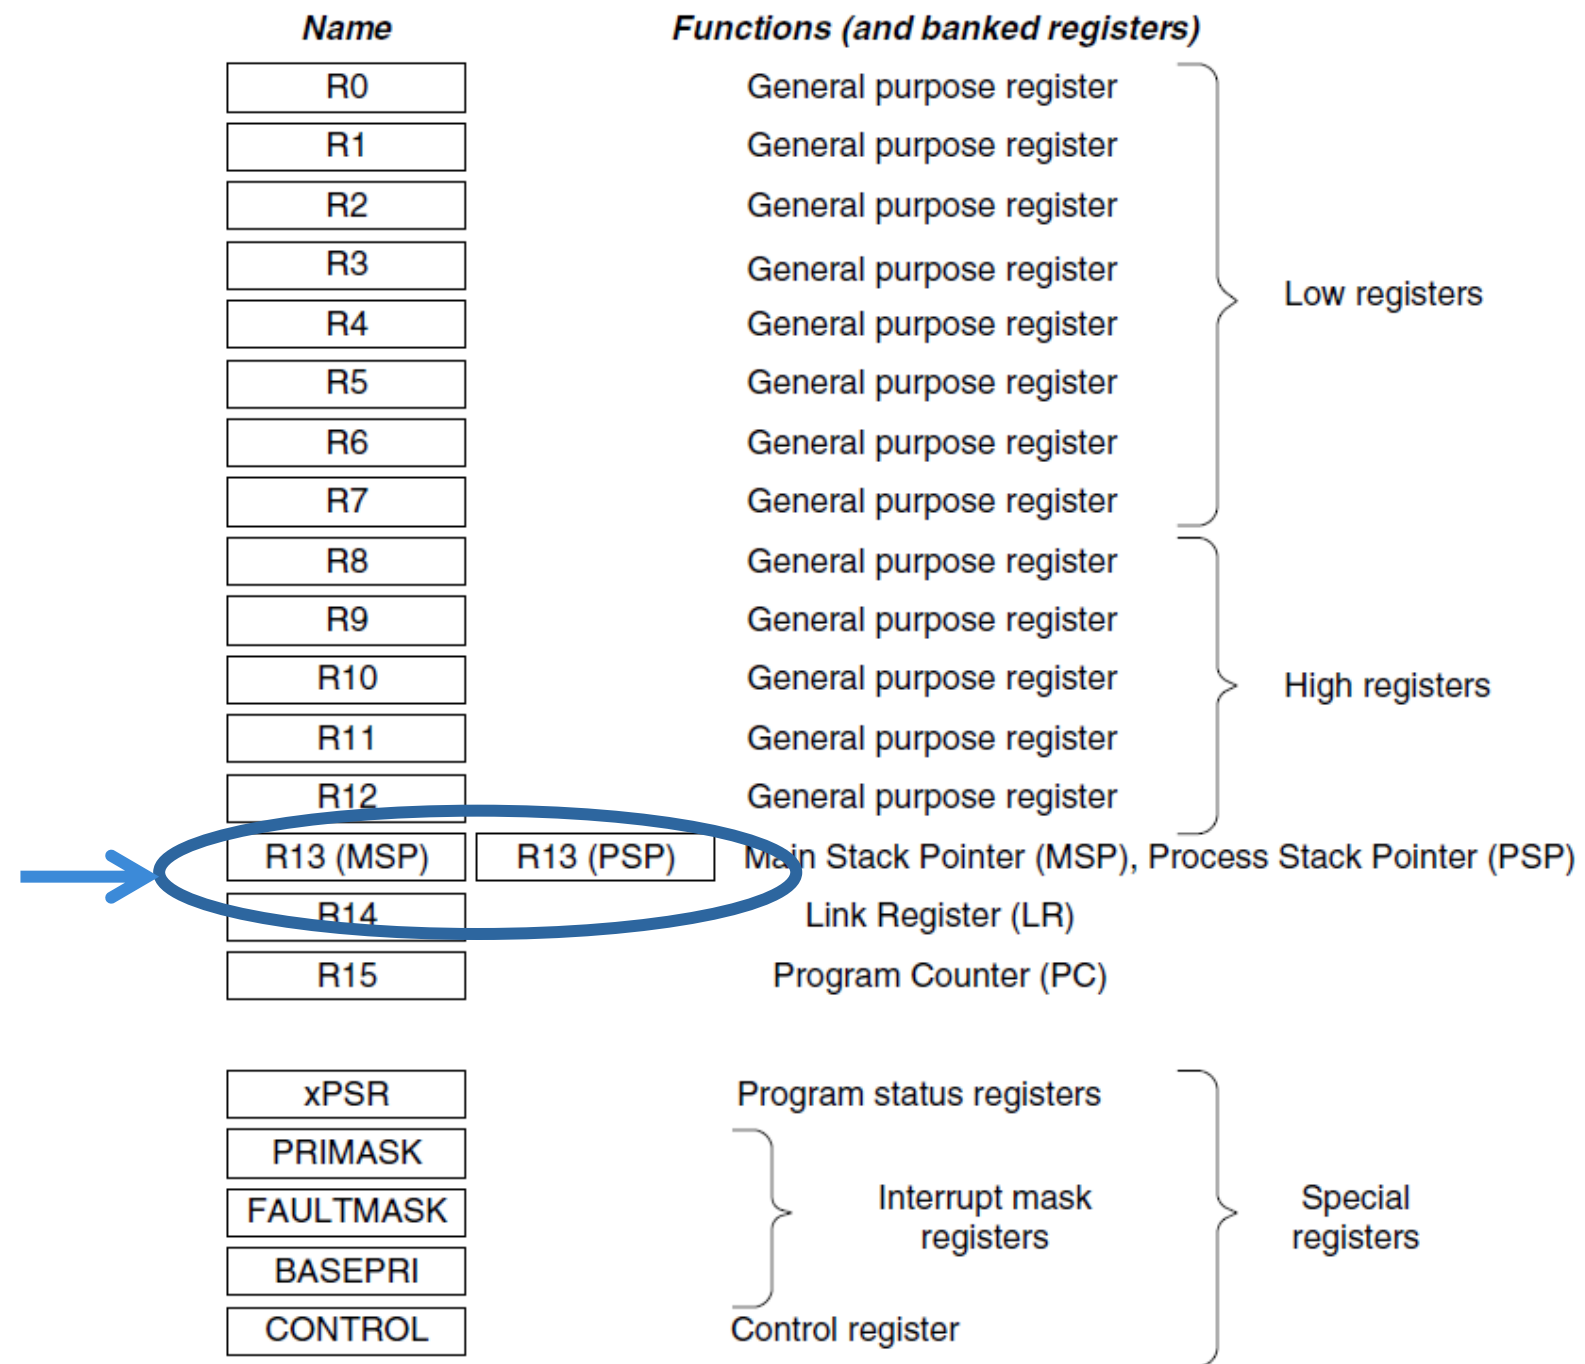 Name Functions (and banked registers)
R0 General purpose register
R1 General purpose register
R2 General purpose register
R3 General purpose register
Low registers
R4 General purpose register
R5 General purpose register
R6 General purpose register
R7 General purpose register
R8 General purpose register
R9 General purpose register
R10 General purpose register
High registers
R11 General purpose register
R12 General purpose register
R13 (MSP) R13 (PSP) Main Stack Pointer (MSP), Process Stack Pointer (PSP)
R14 Link Register (LR)
R15 Program Counter (PC)
xPSR Program status registers
PRIMASK
FAULTMASK
Interrupt mask
registers
Special
registers
BASEPRI
CONTROL Control register